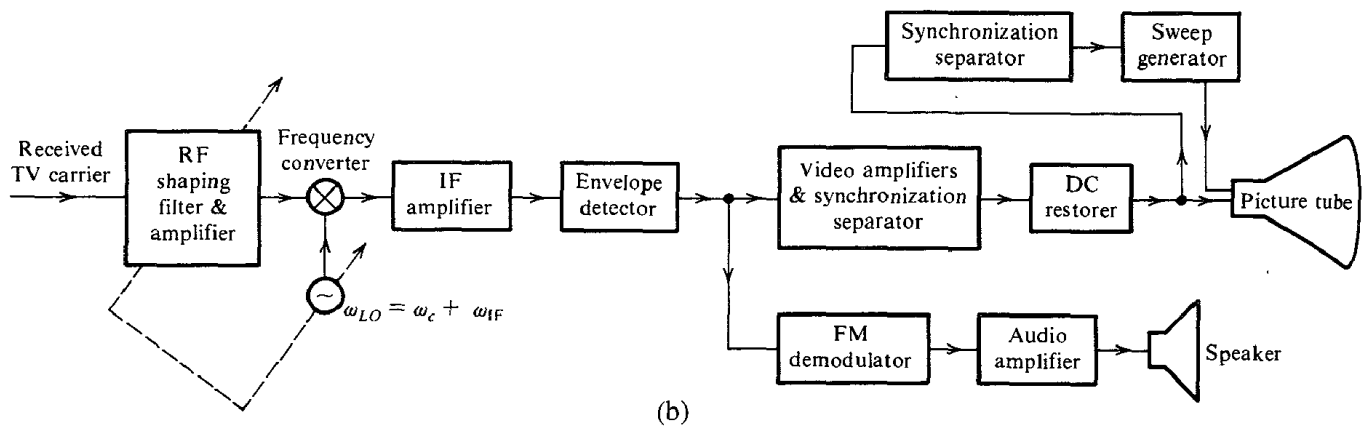 Received
TV carrier
RF
shaping
filter &
amplifier
Frequency
converter
~
ω_LO = ω_c + ω_IF
IF
amplifier
Envelope
detector
Video amplifiers
& synchronization
separator
DC
restorer
Synchronization
separator
Sweep
generator
Picture tube
FM
demodulator
Audio
amplifier
Speaker
(b)